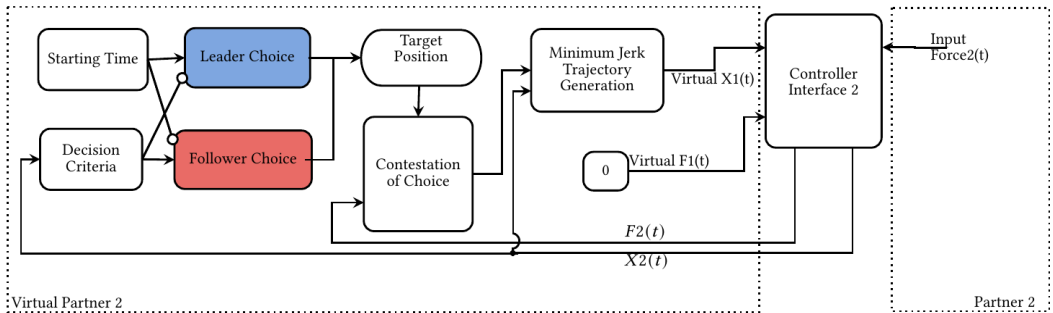 Starting Time
Leader Choice
Target
Position
Minimum Jerk
Trajectory
Generation
Virtual X1(t)
Controller
Interface 2
Input
Force2(t)
Decision
Criteria
Follower Choice
Contestation
of Choice
0
Virtual F1(t)
F2(t)
X2(t)
Virtual Partner 2
Partner 2